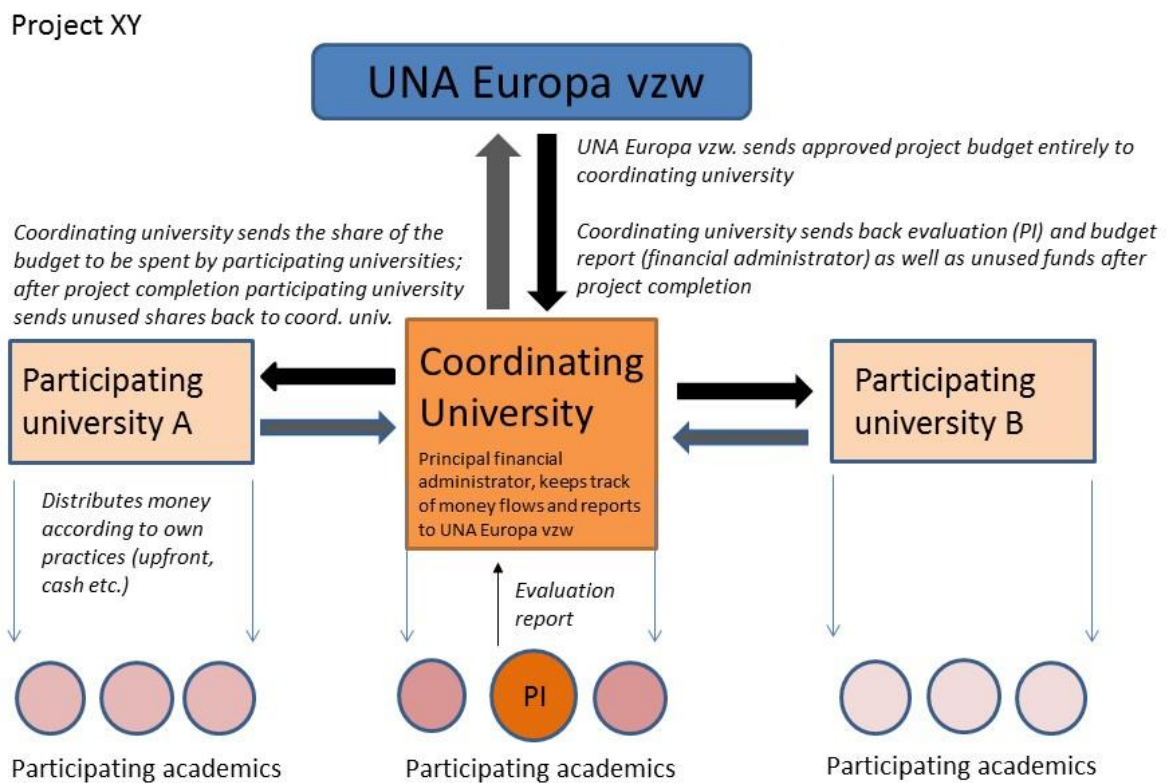 Project XY
UNA Europa vzw
UNA Europa vzw. sends approved project budget entirely to
coordinating university
Coordinating university sends back evaluation (PI) and budget
report (financial administrator) as well as unused funds after
project completion
Coordinating university sends the share of the
budget to be spent by participating universities;
after project completion participating university
sends unused shares back to coord. univ.
Participating
university A
Coordinating
University
Principal financial
administrator, keeps track
of money flows and reports
to UNA Europa vzw
Participating
university B
Distributes money
according to own
practices (upfront,
cash etc.)
Evaluation
report
PI
Participating academics
Participating academics
Participating academics